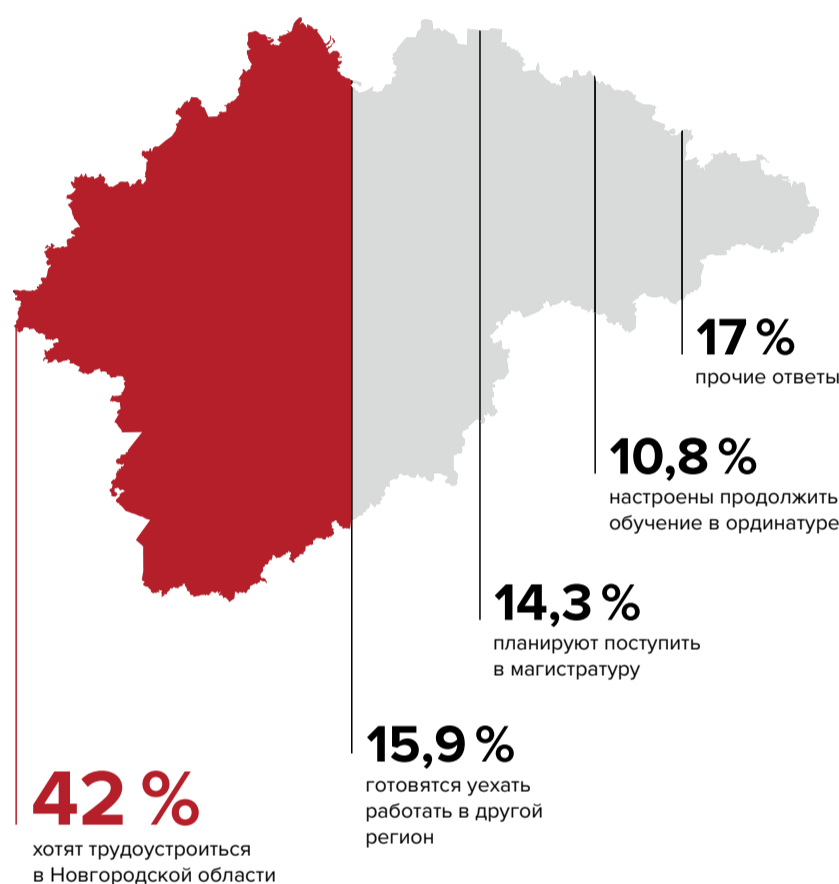 17 %
прочие ответы
10,8 %
настроены продолжить
обучение в ординатуре
14,3 %
планируют поступить
в магистратуру
15,9 %
готовятся уехать
работать в другой
регион
42 %
хотят трудоустроиться
в Новгородской области